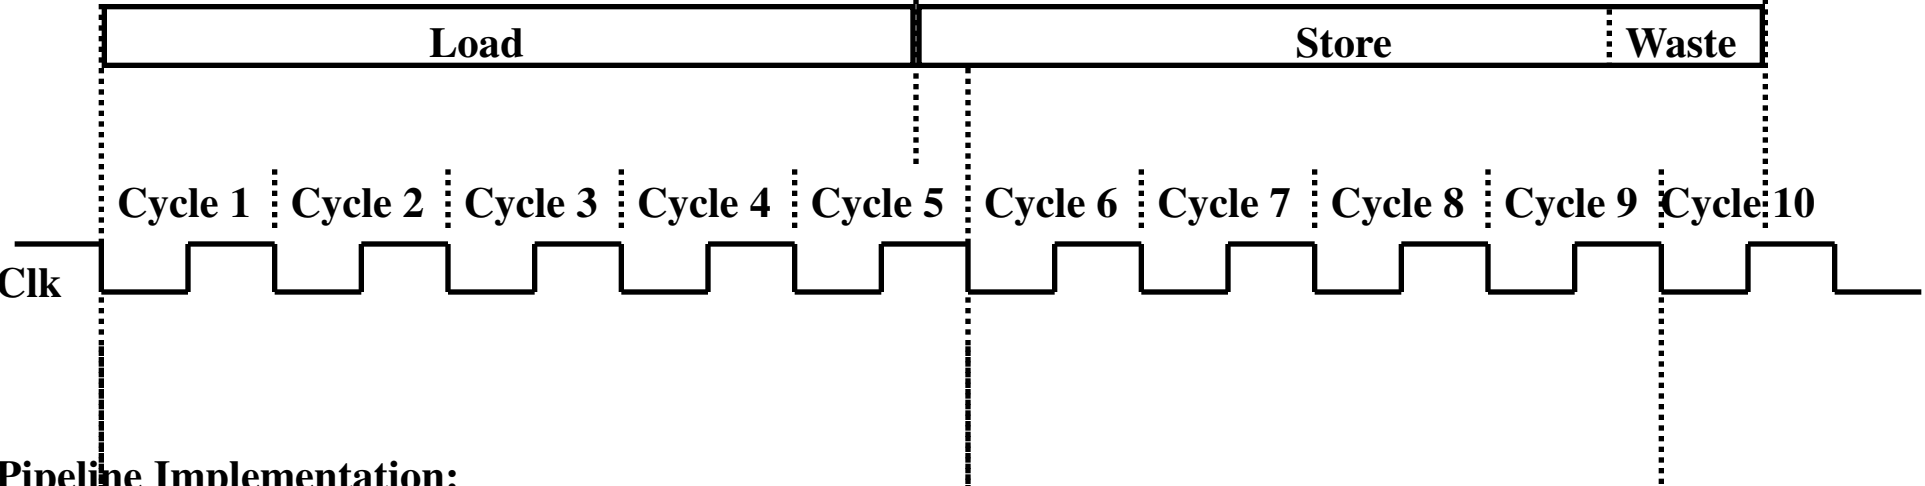 Load Store Waste
Cycle 1 Cycle 2 Cycle 3 Cycle 4 Cycle 5 Cycle 6 Cycle 7 Cycle 8 Cycle 9 Cycle 10
Clk
Pipeline Implementation: